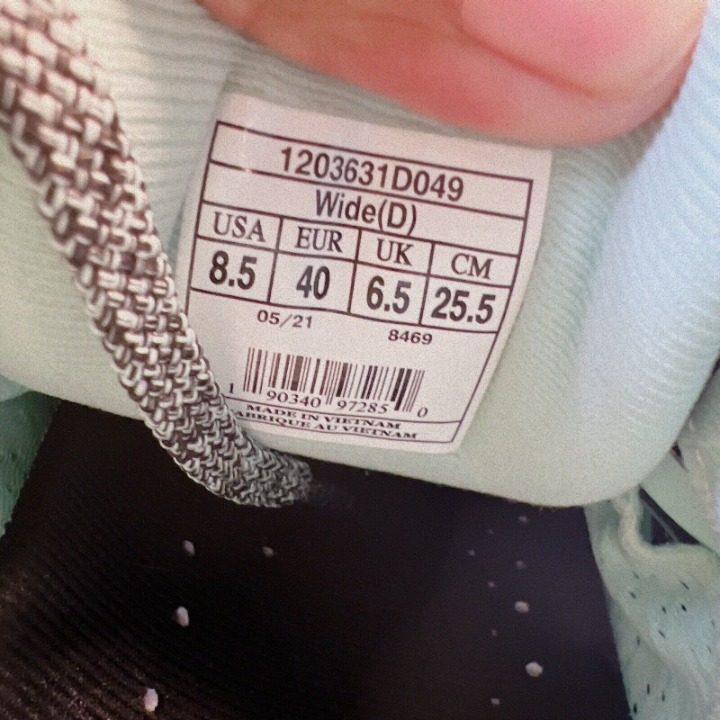 1203631D049
Wide(D)
USA EUR UK CM
8.5 40 6.5 25.5
05/21 8469
1 90340 97285 0
MADE IN VIETNAM
ABRIQUE AU VIETNAM